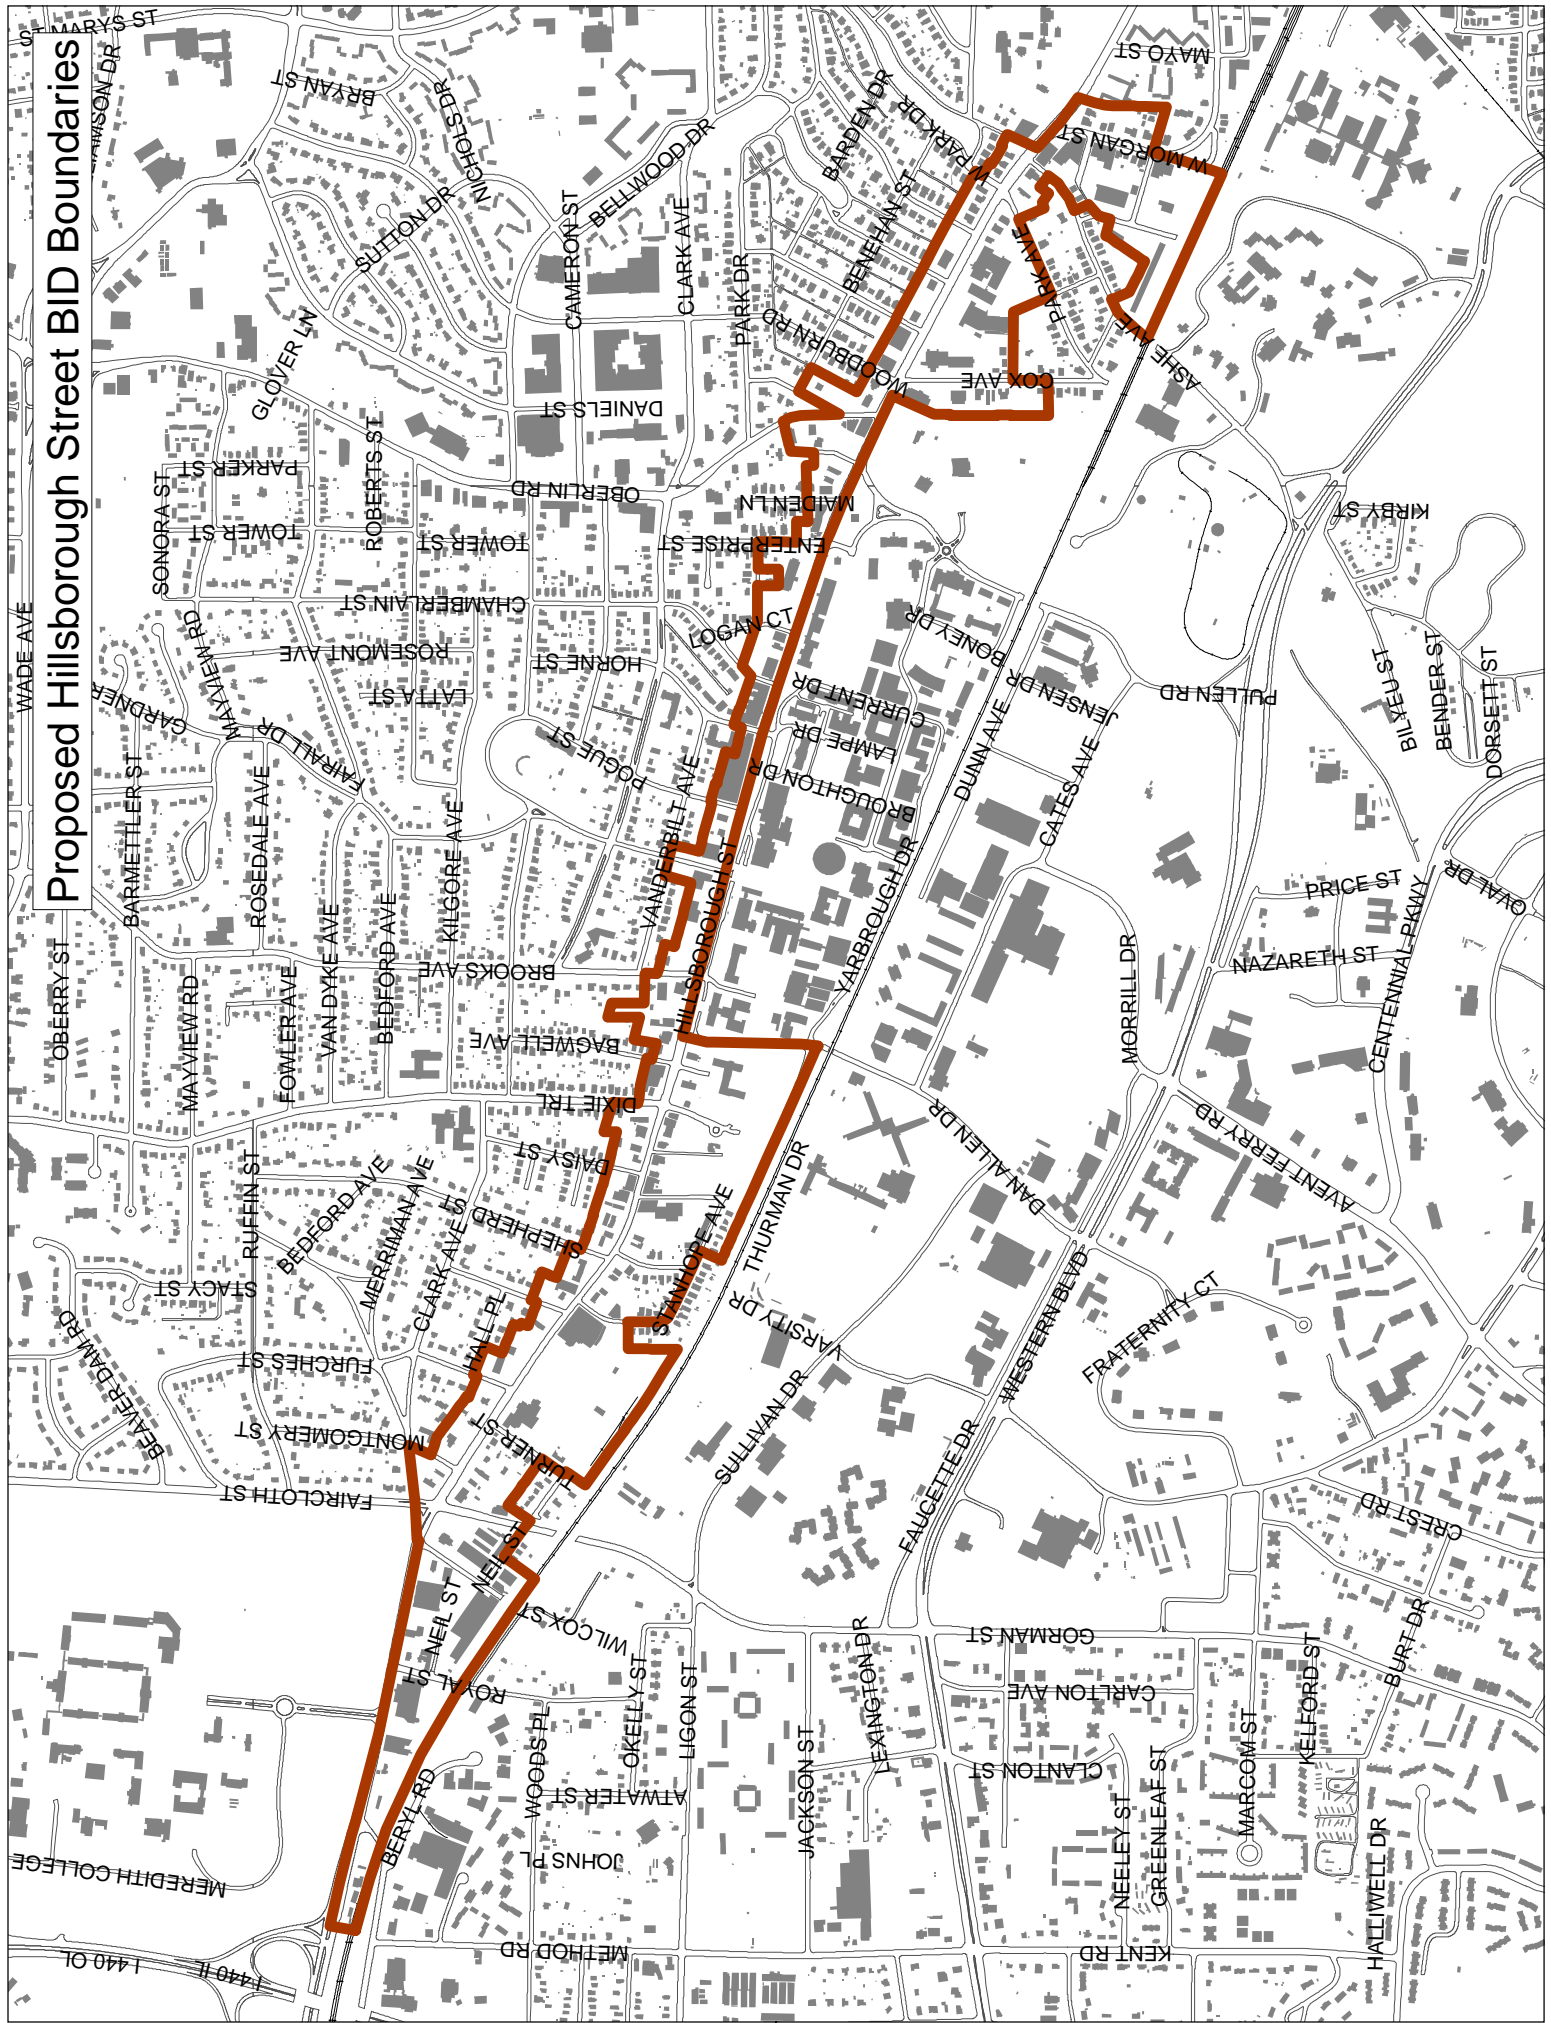 Proposed Hillsborough Street BID Boundaries
ST MARYS ST
BRYAN ST
NICHOLS DR
SUTTON DR
GLOVER LN
CAMERON ST
BELLWOOD DR
CLARK AVE
PARK DR
BARDEN DR
W PARK DR
BENEHAN ST
WOODBURN RD
MAYO ST
W MORGAN ST
PARK AVE
PARK AVE
COX AVE
ASHE AVE
DANIELS ST
OBERLIN RD
PARKER ST
SONORA ST
TOWER ST
ROBERTS ST
TOWER ST
ENTERPRISE ST
MAIDEN LN
CHAMBERLAIN ST
LOGAN CT
WADE AVE
MAYVIEW RD
ROSEMONT AVE
HORNE ST
LATTA ST
GARDNER
FAIRALL DR
POGUE ST
BARMETTLER ST
ROSEDALE AVE
VAN DYKE AVE
BEDFORD AVE
KILGORE AVE
VANDERBILT AVE
HILLSBOROUGH ST
BROOKS AVE
BAGWELL AVE
OBERRY ST
MAYVIEW RD
FOWLER AVE
DIXIE TRL
DAISY ST
RUFFIN ST
BEDFORD AVE
MERRIMAN AVE
CLARK AVE
SHEPHERD ST
STACY ST
BEAVER DAM RD
FURCHES ST
HALL PL
MONTGOMERY ST
TURNER ST
FAIRCLOTH ST
NEIL ST
NEIL ST
ROYAL ST
WILCOX ST
BERYL RD
MEREDITH COLLEGE
I 440 OL
I 440 IL
METHOD RD
JOHNS PL
WOODS PL
ATWATER ST
OKELLY ST
LIGON ST
JACKSON ST
LEXINGTON DR
GORMAN ST
CARLTON AVE
CLANTON ST
NEELEY ST
GREENLEAF ST
KENT RD
MARCOM ST
KELFORD ST
BURT DR
HALLIWELL DR
CREST RD
FAUCETTE DR
SULLIVAN DR
VARSITY DR
THURMAN DR
STANHOPE AVE
WESTERN BLVD
FRATERNITY CT
DAN ALLEN DR
AVENT FERRY RD
MORRILL DR
CENTENNIAL PKWY
NAZARETH ST
PRICE ST
OVAL DR
YARBROUGH DR
BROUGHTON DR
LAMPE DR
CURRENT DR
BONEY DR
JENSEN DR
DUNN AVE
CATES AVE
PULLEN RD
BILYEU ST
BENDER ST
DORSETT ST
KIRBY ST